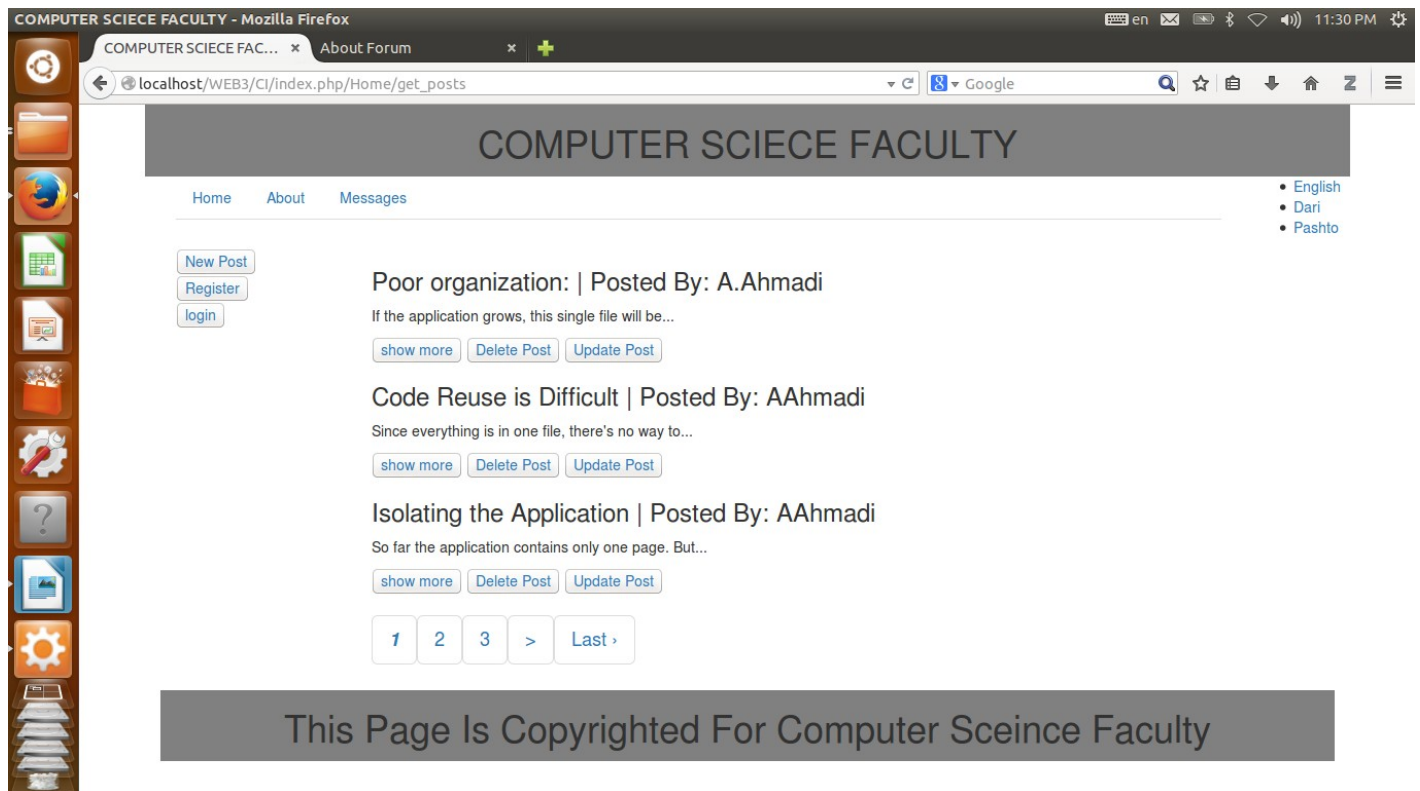 COMPUTER SCIECE FACULTY - Mozilla Firefox
en 11:30 PM
COMPUTER SCIECE FAC... × About Forum ×
localhost/WEB3/CI/index.php/Home/get_posts
8 Google
Z
COMPUTER SCIECE FACULTY
Home About Messages
English
Dari
Pashto
New Post
Register
login
Poor organization: | Posted By: A.Ahmadi
If the application grows, this single file will be...
show more Delete Post Update Post
Code Reuse is Difficult | Posted By: AAhmadi
Since everything is in one file, there's no way to...
show more Delete Post Update Post
Isolating the Application | Posted By: AAhmadi
So far the application contains only one page. But...
show more Delete Post Update Post
1 2 3 > Last ›
This Page Is Copyrighted For Computer Sceince Faculty